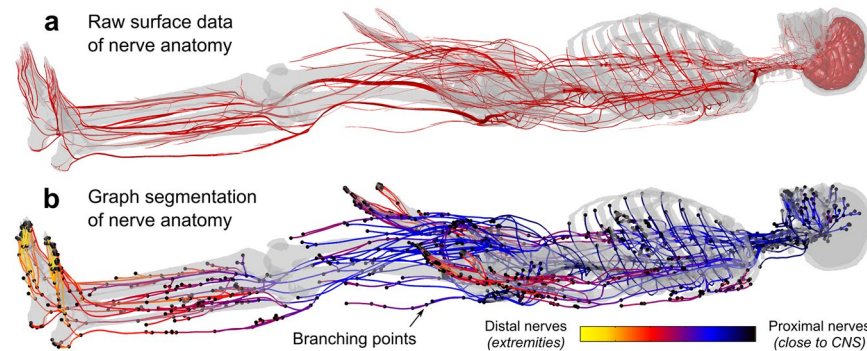 a Raw surface data
of nerve anatomy
b Graph segmentation
of nerve anatomy
Branching points
Distal nerves
(extremities)
Proximal nerves
(close to CNS)